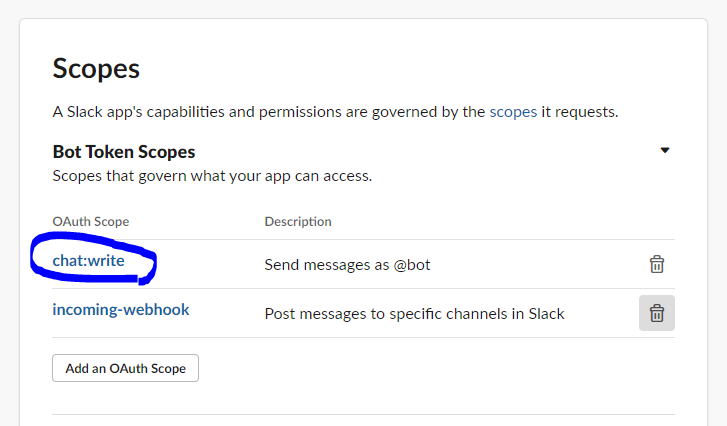 Scopes
A Slack app's capabilities and permissions are governed by the scopes it requests.
Bot Token Scopes
Scopes that govern what your app can access.
OAuth Scope Description
chat:write Send messages as @bot
incoming-webhook Post messages to specific channels in Slack
Add an OAuth Scope